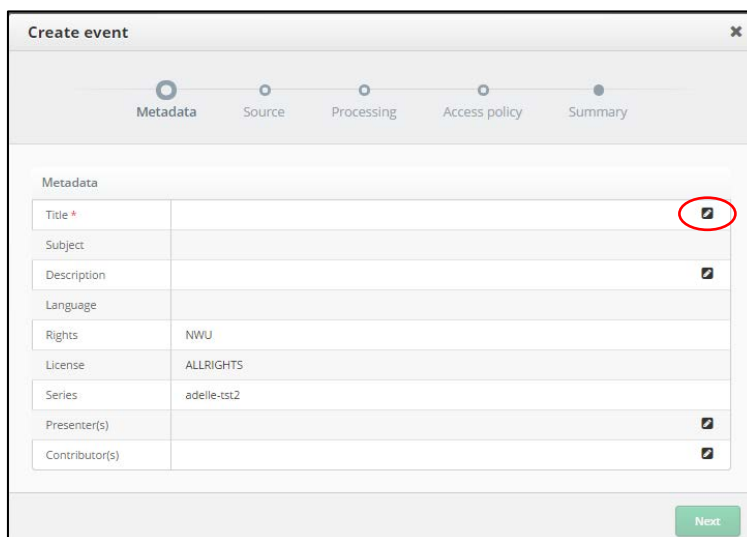 Create event
Metadata Source Processing Access policy Summary
Metadata
Title *
Subject
Description
Language
Rights NWU
License ALLRIGHTS
Series adelle-tst2
Presenter(s)
Contributor(s)
Next